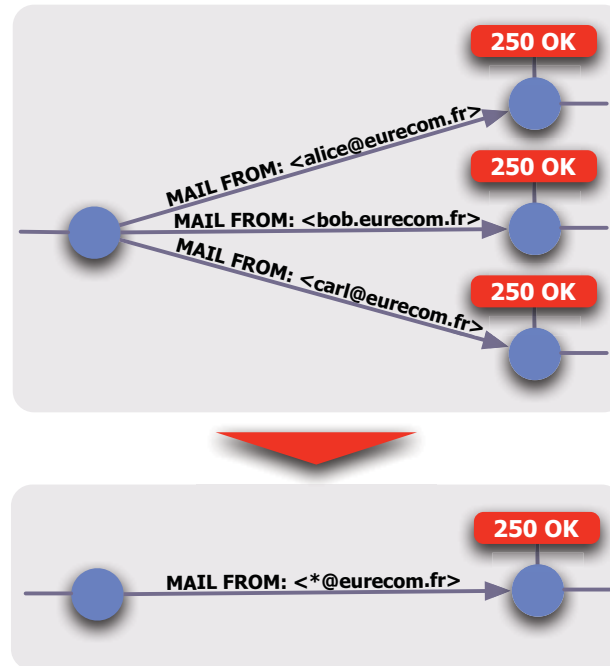 250 OK
MAIL FROM: <alice@eurecom.fr>
250 OK
MAIL FROM: <bob.eurecom.fr>
MAIL FROM: <carl@eurecom.fr>
250 OK
250 OK
MAIL FROM: <*@eurecom.fr>